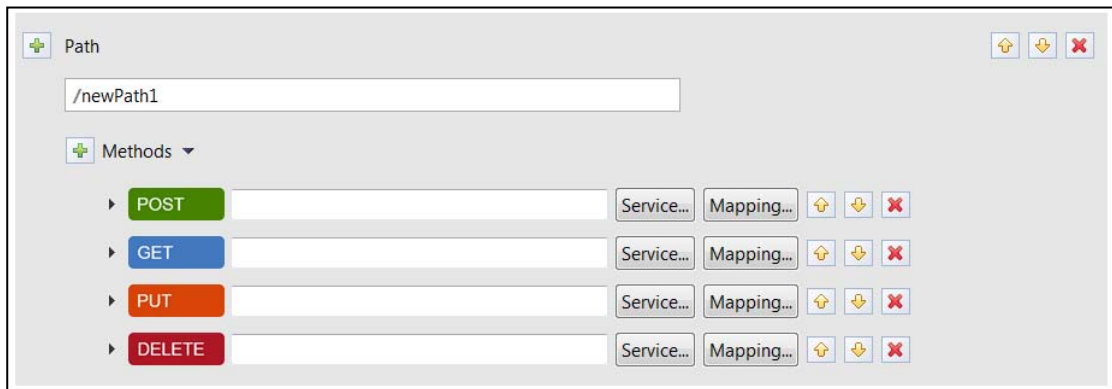 Path
/newPath1
Methods
POST Service... Mapping...
GET Service... Mapping...
PUT Service... Mapping...
DELETE Service... Mapping...